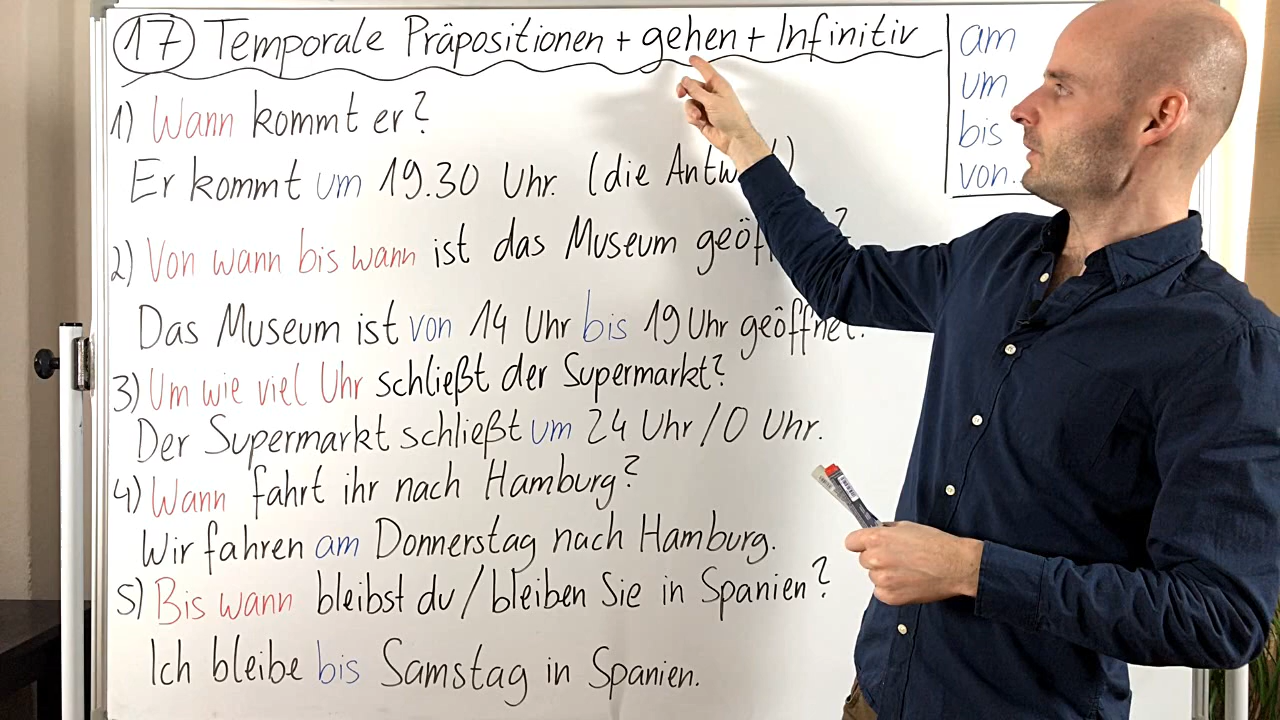 17 Temporale Präpositionen + gehen + Infinitiv
am
um
bis
von..
1) Wann kommt er?
Er kommt um 19.30 Uhr. (die
2) Von wann bis wann ist das Museum
Das Museum ist von 14 Uhr bis 19 Uhr geöffnet.
3) Um wie viel Uhr schließt der Supermarkt?
Der Supermarkt schließt um 24 Uhr / 0 Uhr.
4) Wann fahrt ihr nach Hamburg?
Wir fahren am Donnerstag nach Hamburg.
5) Bis wann bleibst du / bleiben Sie in Spanien?
Ich bleibe bis Samstag in Spanien.